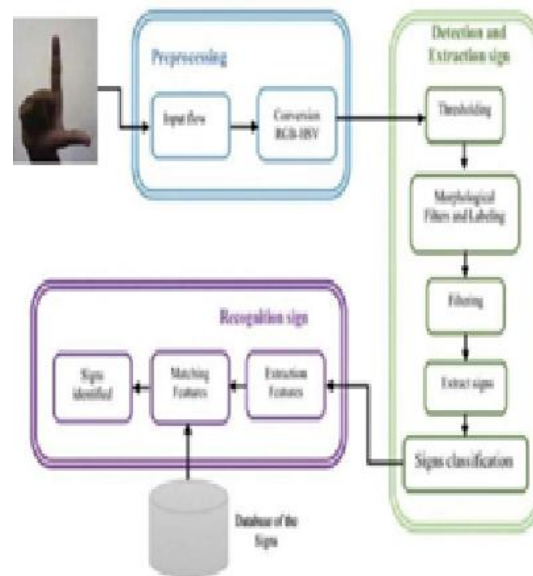 Preprocessing
Input flow
Conversion
RGB-HSV
Detection and
Extraction sign
Thresholding
Morphological
Filters and Labeling
Filtering
Extract signs
Signs classification
Recognition sign
Extraction
Features
Matching
Features
Signs
identified
Database of the
Signs